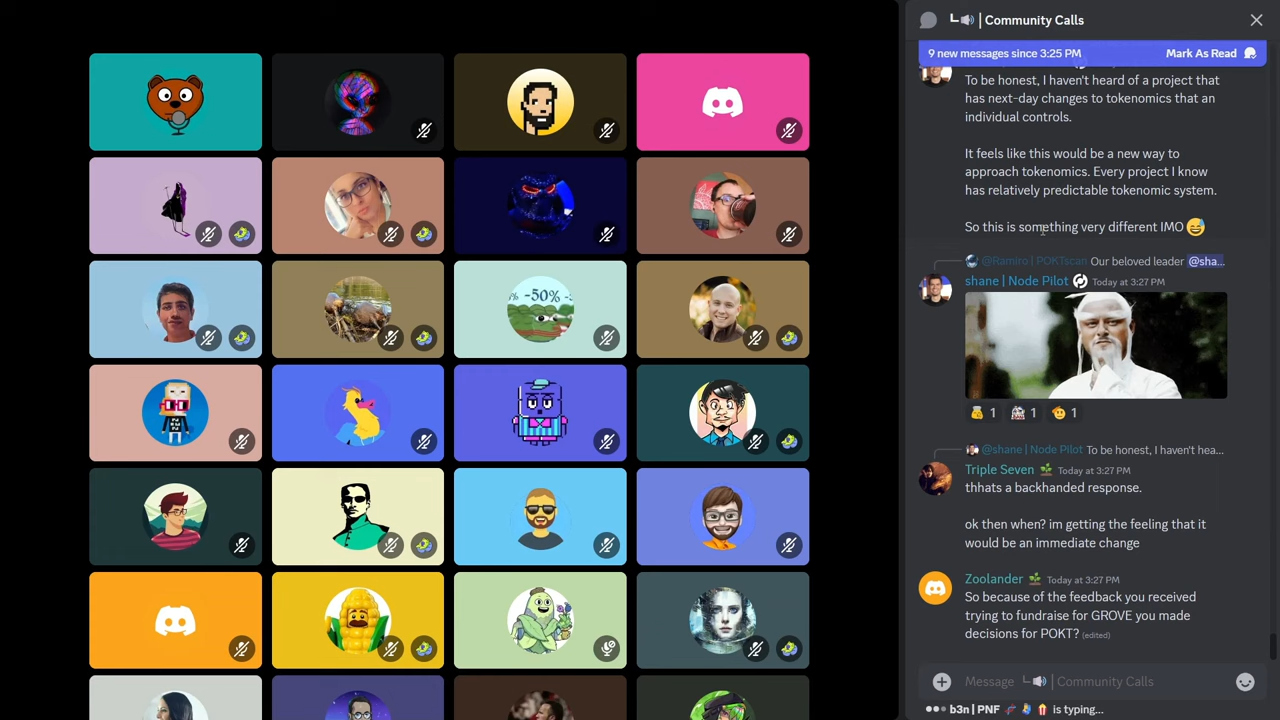 -50%
┗🔊 | Community Calls
9 new messages since 3:25 PM Mark As Read
To be honest, I haven't heard of a project that
has next-day changes to tokenomics that an
individual controls.
It feels like this would be a new way to
approach tokenomics. Every project I know
has relatively predictable tokenomic system.
So this is something very different IMO 😅
@Ramiro | POKTscan Our beloved leader @sha...
shane | Node Pilot Today at 3:27 PM
1 1 1
@shane | Node Pilot To be honest, I haven't hea...
Triple Seven 🌱 Today at 3:27 PM
thhats a backhanded response.
ok then when? im getting the feeling that it
would be an immediate change
Zoolander 🌱 Today at 3:27 PM
So because of the feedback you received
trying to fundraise for GROVE you made
decisions for POKT? (edited)
Message ┗🔊 | Community Calls
b3n | PNF is typing...